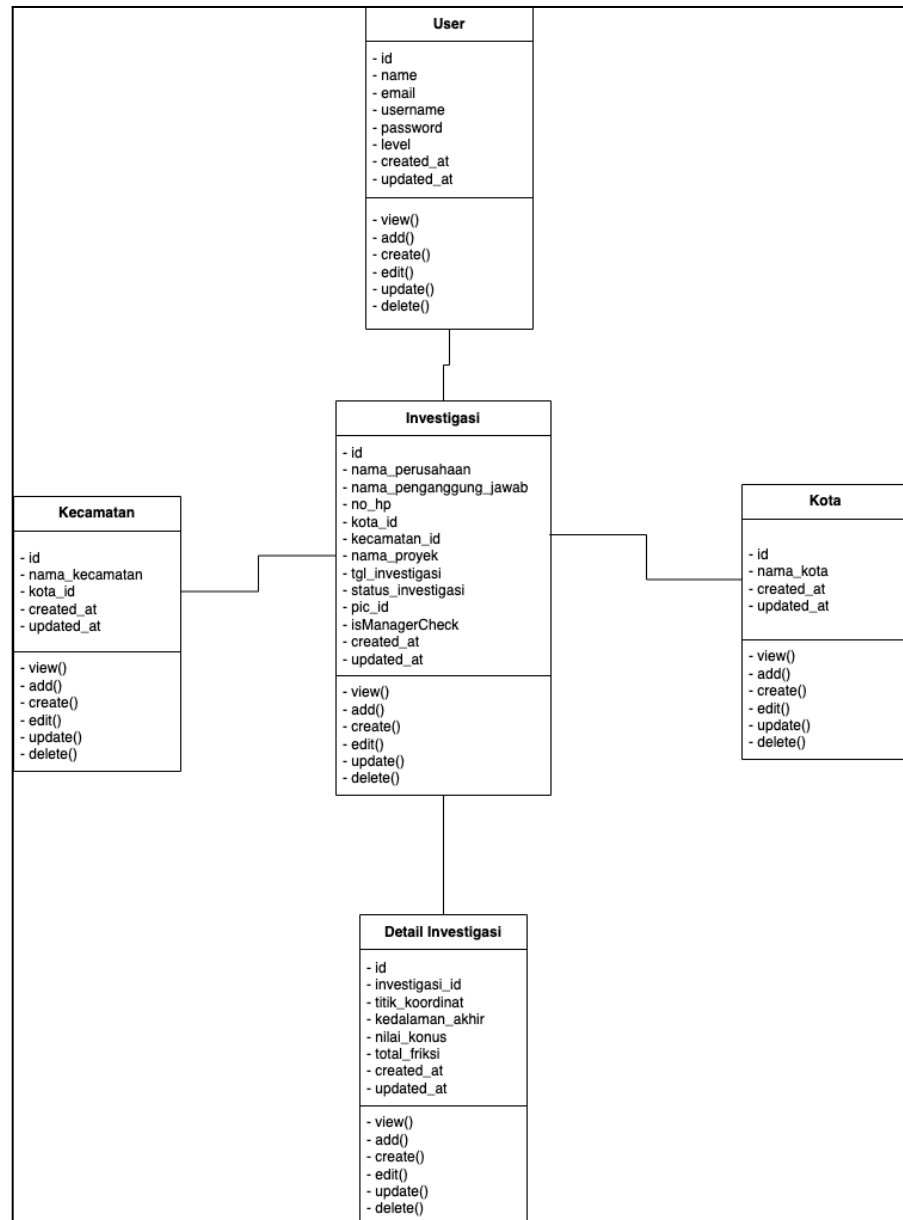 User
- id
- name
- email
- username
- password
- level
- created_at
- updated_at
- view()
- add()
- create()
- edit()
- update()
- delete()
Investigasi
- id
- nama_perusahaan
- nama_penganggung_jawab
- no_hp
- kota_id
- kecamatan_id
- nama_proyek
- tgl_investigasi
- status_investigasi
- pic_id
- isManagerCheck
- created_at
- updated_at
- view()
- add()
- create()
- edit()
- update()
- delete()
Kecamatan
- id
- nama_kecamatan
- kota_id
- created_at
- updated_at
- view()
- add()
- create()
- edit()
- update()
- delete()
Kota
- id
- nama_kota
- created_at
- updated_at
- view()
- add()
- create()
- edit()
- update()
- delete()
Detail Investigasi
- id
- investigasi_id
- titik_koordinat
- kedalaman_akhir
- nilai_konus
- total_friksi
- created_at
- updated_at
- view()
- add()
- create()
- edit()
- update()
- delete()